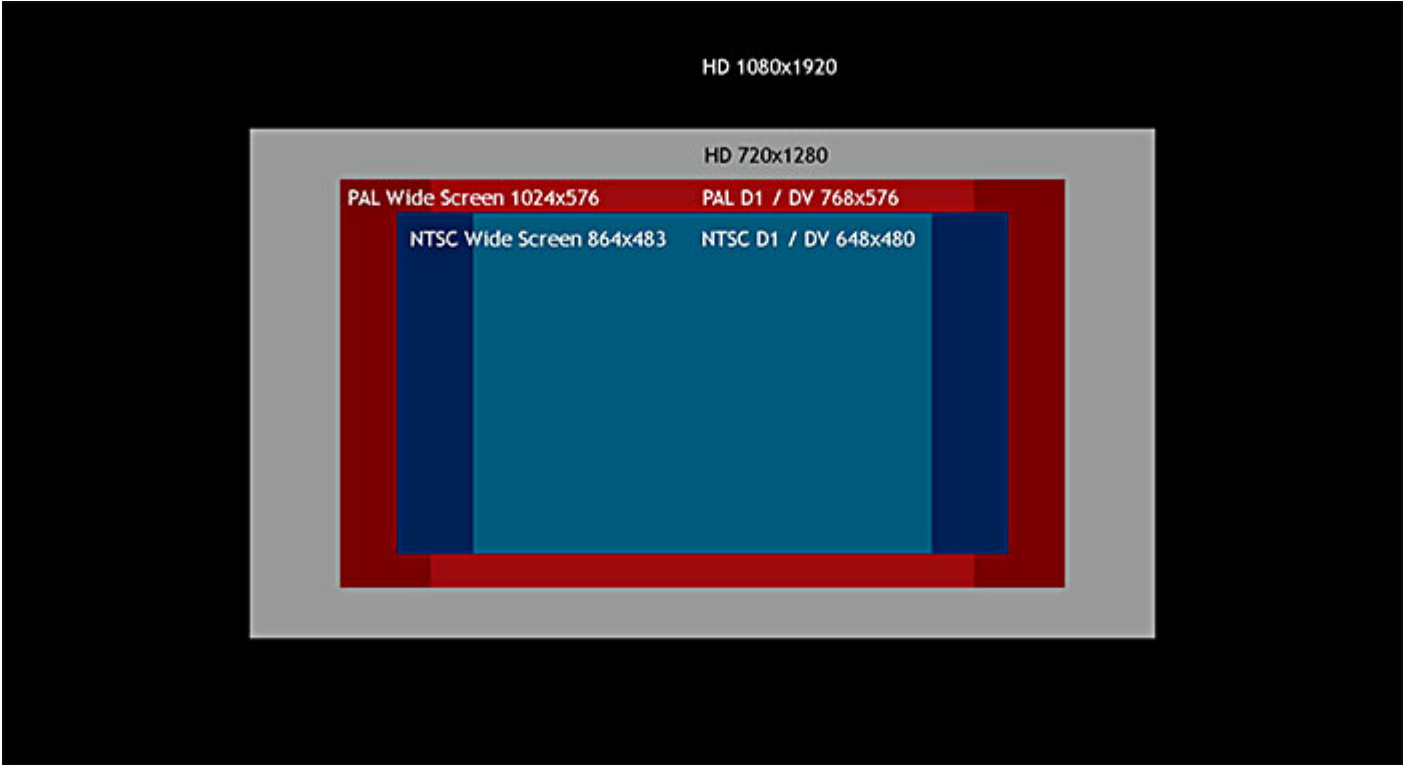 HD 1080x1920
HD 720x1280
PAL Wide Screen 1024x576
PAL D1 / DV 768x576
NTSC Wide Screen 864x483
NTSC D1 / DV 648x480